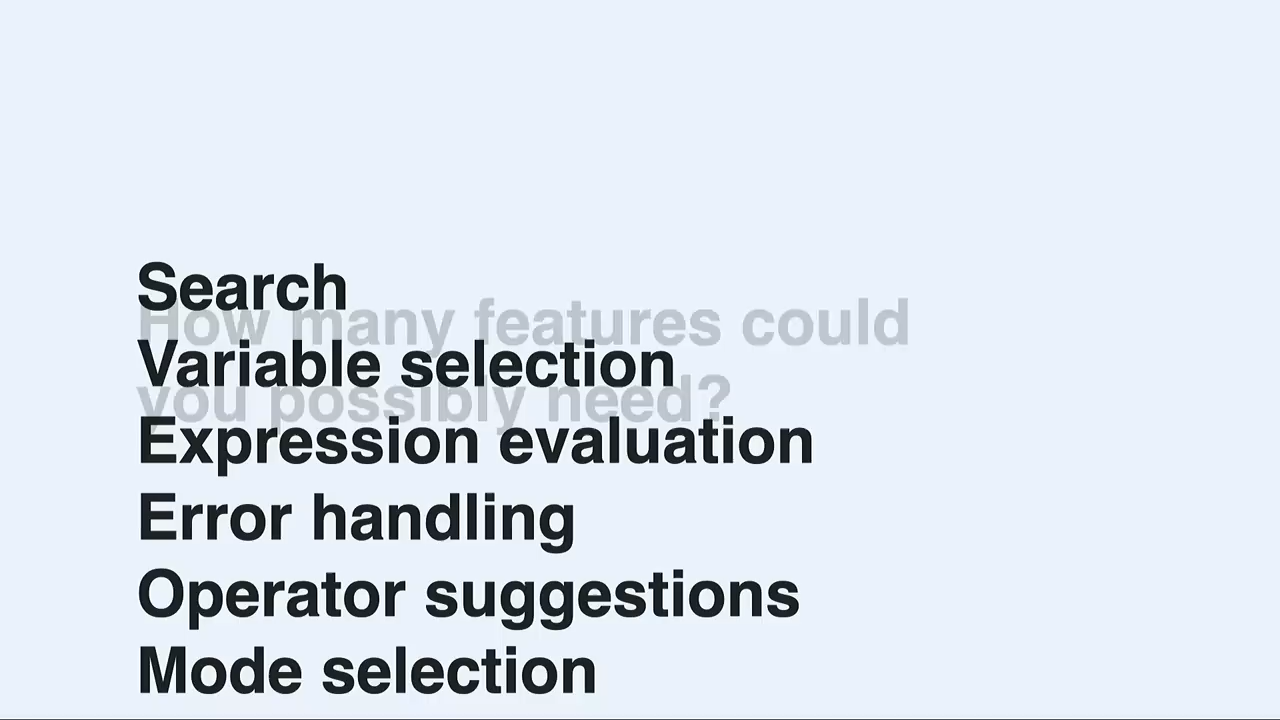 Search
How many features could
Variable selection
you possibly need?
Expression evaluation
Error handling
Operator suggestions
Mode selection